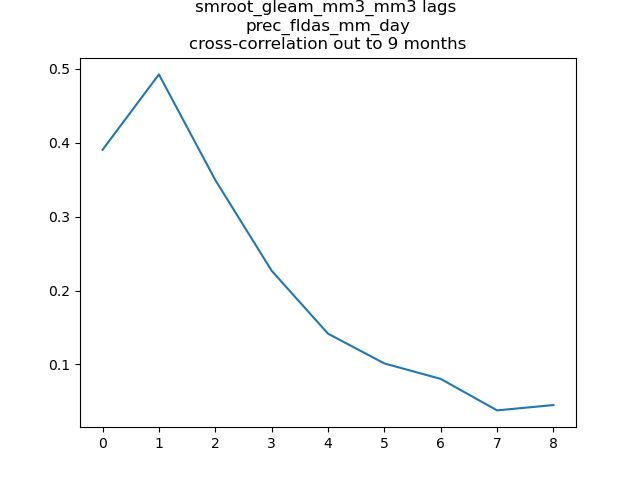 smroot_gleam_mm3_mm3 lags
prec_fldas_mm_day
cross-correlation out to 9 months
0.5
0.4
0.3
0.2
0.1
0 1 2 3 4 5 6 7 8